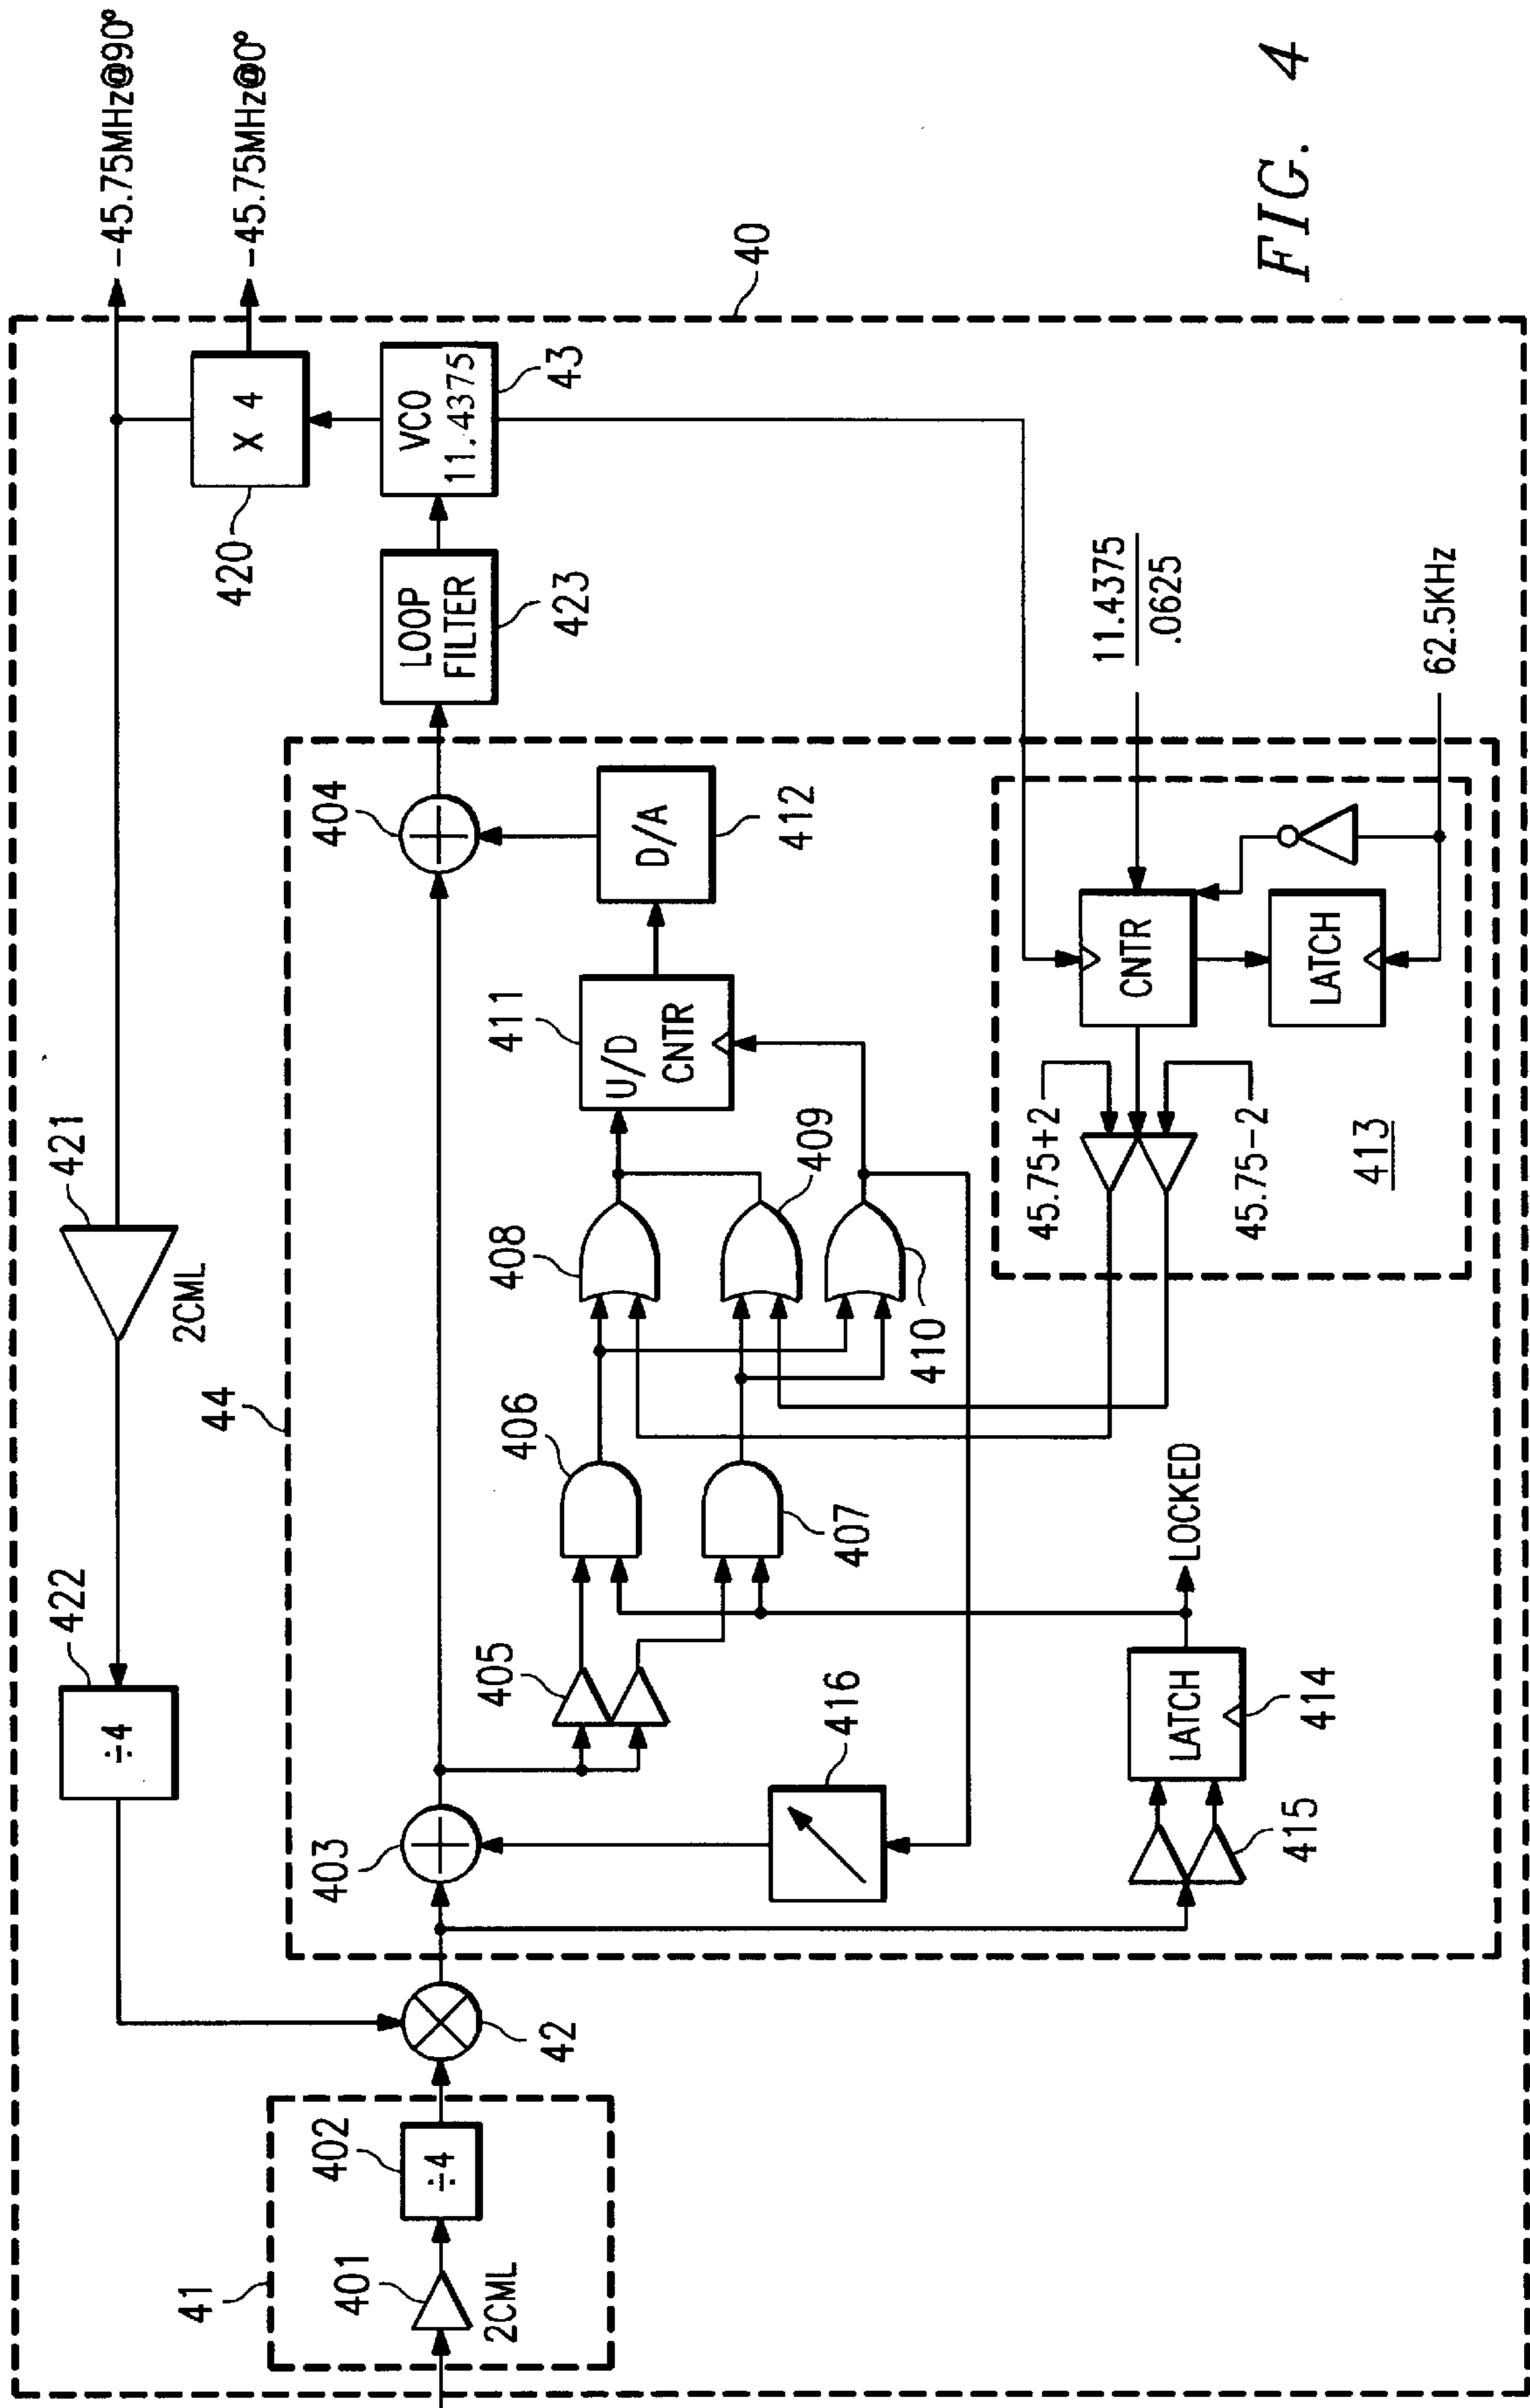 -45.75MHz@90°
-45.75MHz@0°
40
X 4
420
VCO
11.4375
43
LOOP
FILTER
423
421
2CML
422
÷4
44
404
D/A
412
411
U/D
CNTR
408
409
410
406
407
405
403
416
LOCKED
LATCH
414
415
11.4375
.0625
62.5KHz
CNTR
LATCH
45.75+2
45.75-2
413
42
41
402
÷4
401
2CML
FIG. 4